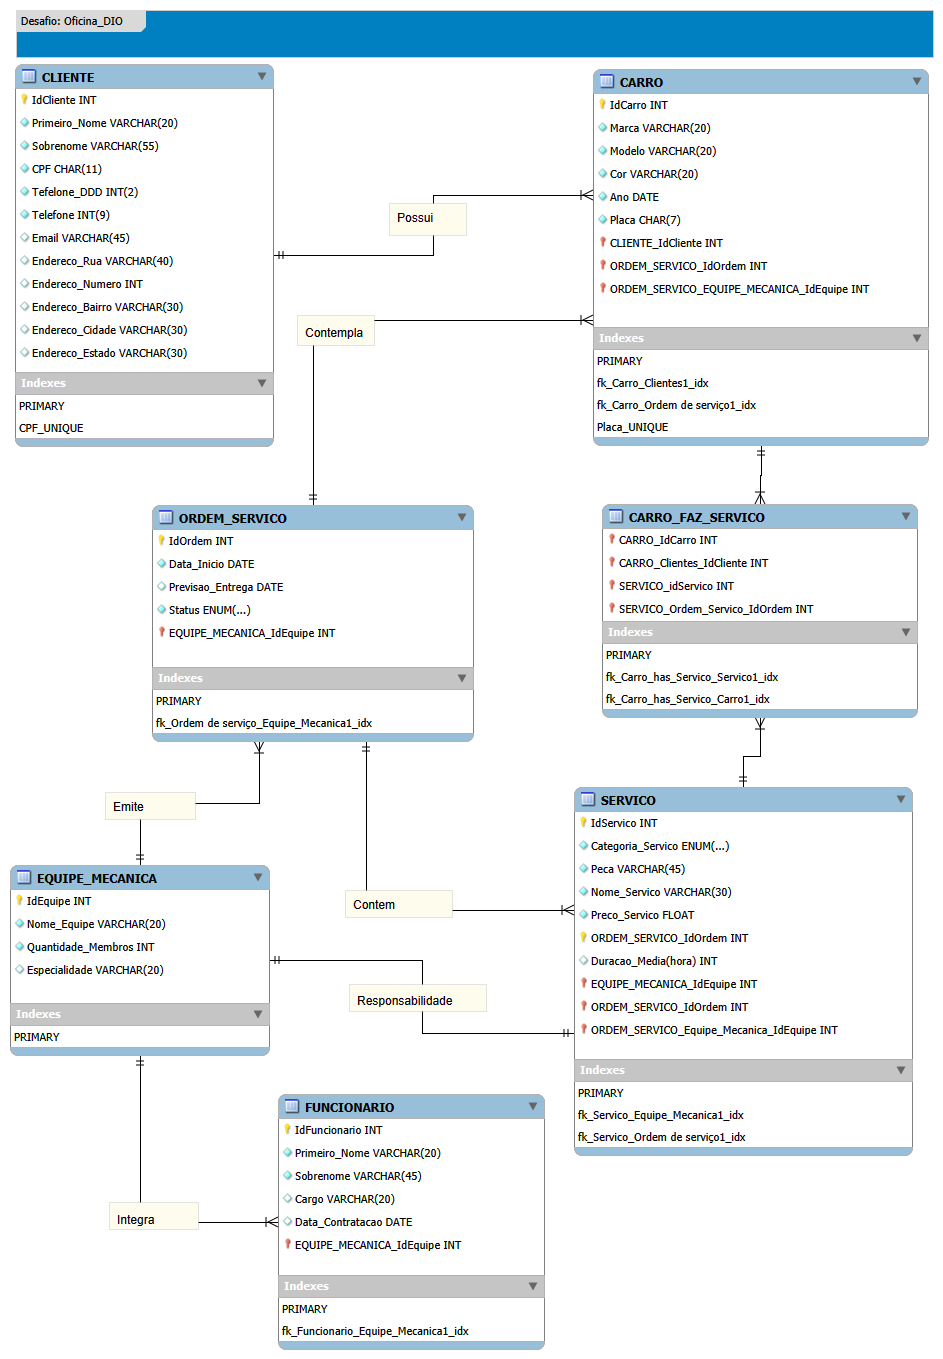 Desafio: Oficina_DIO
CLIENTE
IdCliente INT
Primeiro_Nome VARCHAR(20)
Sobrenome VARCHAR(55)
CPF CHAR(11)
Tefelone_DDD INT(2)
Telefone INT(9)
Email VARCHAR(45)
Endereco_Rua VARCHAR(40)
Endereco_Numero INT
Endereco_Bairro VARCHAR(30)
Endereco_Cidade VARCHAR(30)
Endereco_Estado VARCHAR(30)
Indexes
PRIMARY
CPF_UNIQUE
Possui
CARRO
IdCarro INT
Marca VARCHAR(20)
Modelo VARCHAR(20)
Cor VARCHAR(20)
Ano DATE
Placa CHAR(7)
CLIENTE_IdCliente INT
ORDEM_SERVICO_IdOrdem INT
ORDEM_SERVICO_EQUIPE_MECANICA_IdEquipe INT
Indexes
PRIMARY
fk_Carro_Clientes1_idx
fk_Carro_Ordem de serviço1_idx
Placa_UNIQUE
Contempla
ORDEM_SERVICO
IdOrdem INT
Data_Inicio DATE
Previsao_Entrega DATE
Status ENUM(...)
EQUIPE_MECANICA_IdEquipe INT
Indexes
PRIMARY
fk_Ordem de serviço_Equipe_Mecanica1_idx
CARRO_FAZ_SERVICO
CARRO_IdCarro INT
CARRO_Clientes_IdCliente INT
SERVICO_idServico INT
SERVICO_Ordem_Servico_IdOrdem INT
Indexes
PRIMARY
fk_Carro_has_Servico_Servico1_idx
fk_Carro_has_Servico_Carro1_idx
Emite
EQUIPE_MECANICA
IdEquipe INT
Nome_Equipe VARCHAR(20)
Quantidade_Membros INT
Especialidade VARCHAR(20)
Indexes
PRIMARY
Contem
Responsabilidade
SERVICO
IdServico INT
Categoria_Servico ENUM(...)
Peca VARCHAR(45)
Nome_Servico VARCHAR(30)
Preco_Servico FLOAT
ORDEM_SERVICO_IdOrdem INT
Duracao_Media(hora) INT
EQUIPE_MECANICA_IdEquipe INT
ORDEM_SERVICO_IdOrdem INT
ORDEM_SERVICO_Equipe_Mecanica_IdEquipe INT
Indexes
PRIMARY
fk_Servico_Equipe_Mecanica1_idx
fk_Servico_Ordem de serviço1_idx
Integra
FUNCIONARIO
IdFuncionario INT
Primeiro_Nome VARCHAR(20)
Sobrenome VARCHAR(45)
Cargo VARCHAR(20)
Data_Contratacao DATE
EQUIPE_MECANICA_IdEquipe INT
Indexes
PRIMARY
fk_Funcionario_Equipe_Mecanica1_idx